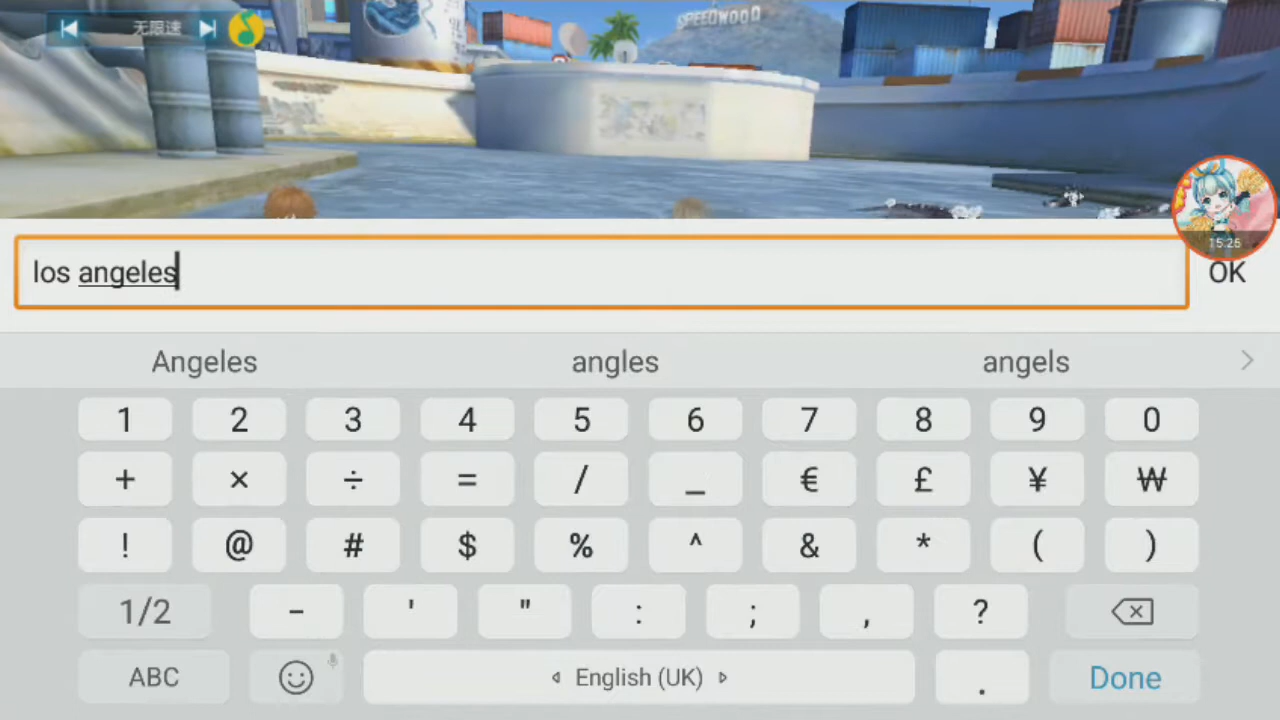 无限速
SPEEDWOOD
15:25
los angeles
OK
Angeles angles angels
1 2 3 4 5 6 7 8 9 0
+ × ÷ = / _ € £ ¥ ₩
! @ # $ % ^ & * ( )
1/2 - ' " : ; , ?
ABC English (UK) . Done